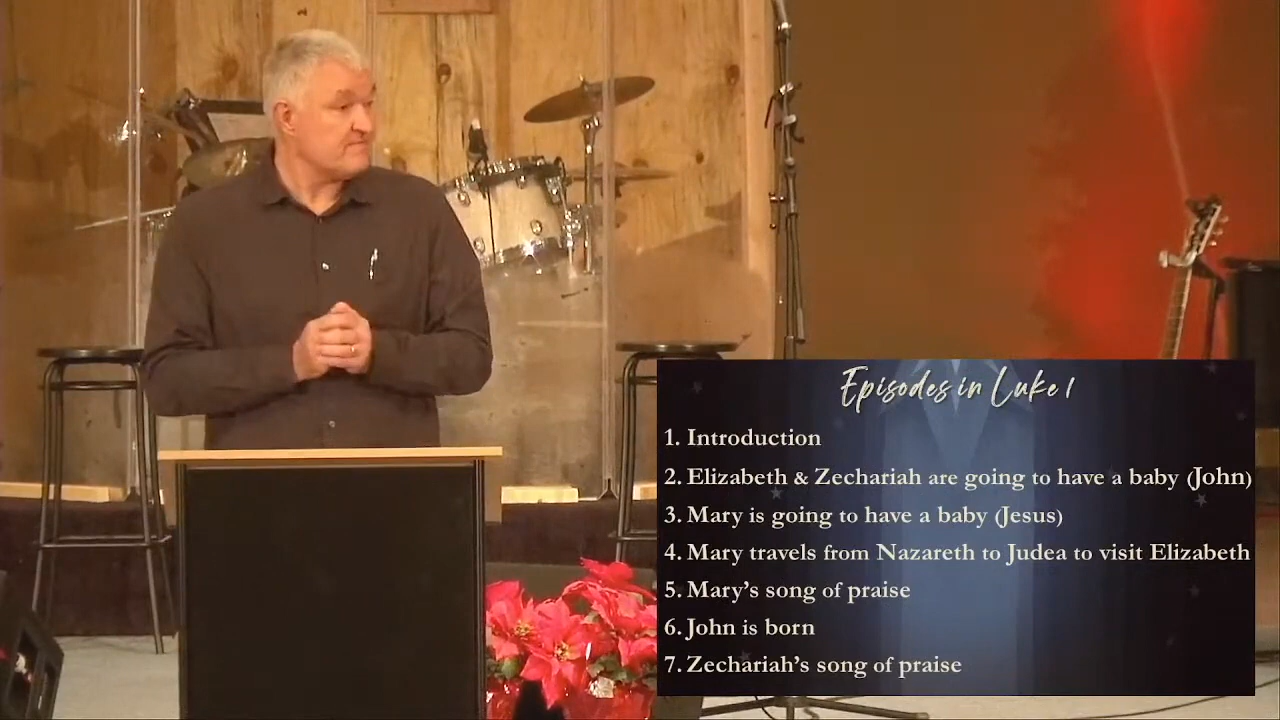 Episodes in Luke 1
1. Introduction
2. Elizabeth & Zechariah are going to have a baby (John)
3. Mary is going to have a baby (Jesus)
4. Mary travels from Nazareth to Judea to visit Elizabeth
5. Mary's song of praise
6. John is born
7. Zechariah's song of praise